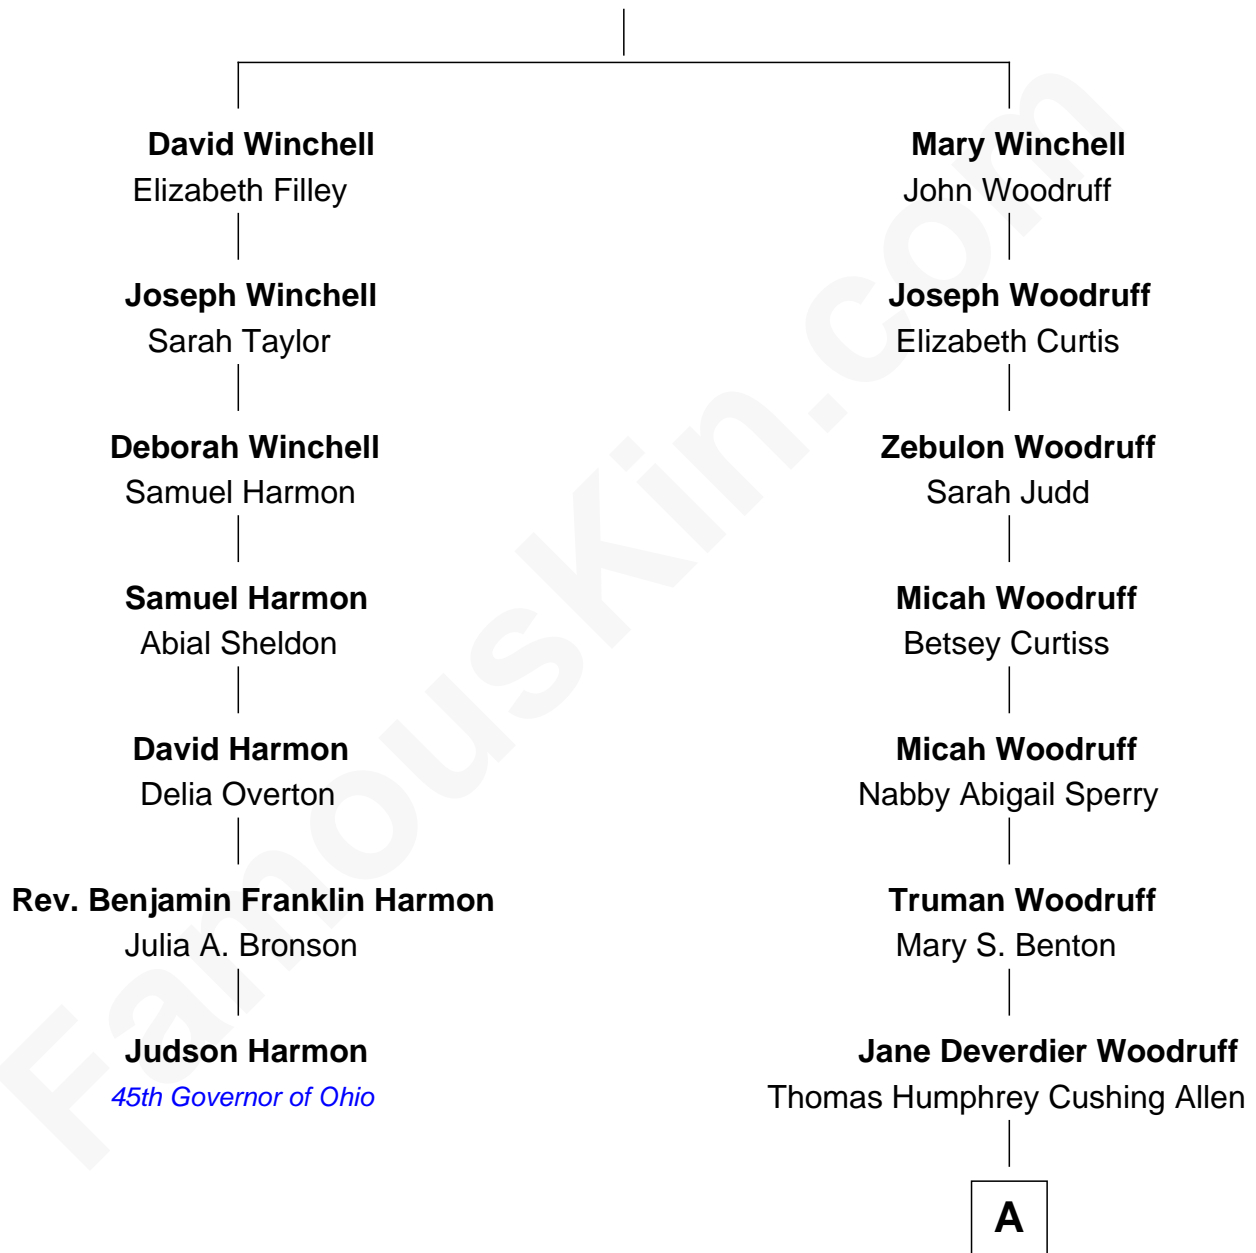 David Winchell
Elizabeth Filley
Joseph Winchell
Sarah Taylor
Deborah Winchell
Samuel Harmon
Samuel Harmon
Abial Sheldon
David Harmon
Delia Overton
Rev. Benjamin Franklin Harmon
Julia A. Bronson
Judson Harmon
45th Governor of Ohio
Mary Winchell
John Woodruff
Joseph Woodruff
Elizabeth Curtis
Zebulon Woodruff
Sarah Judd
Micah Woodruff
Betsey Curtiss
Micah Woodruff
Nabby Abigail Sperry
Truman Woodruff
Mary S. Benton
Jane Deverdier Woodruff
Thomas Humphrey Cushing Allen
A
FamousKin.com